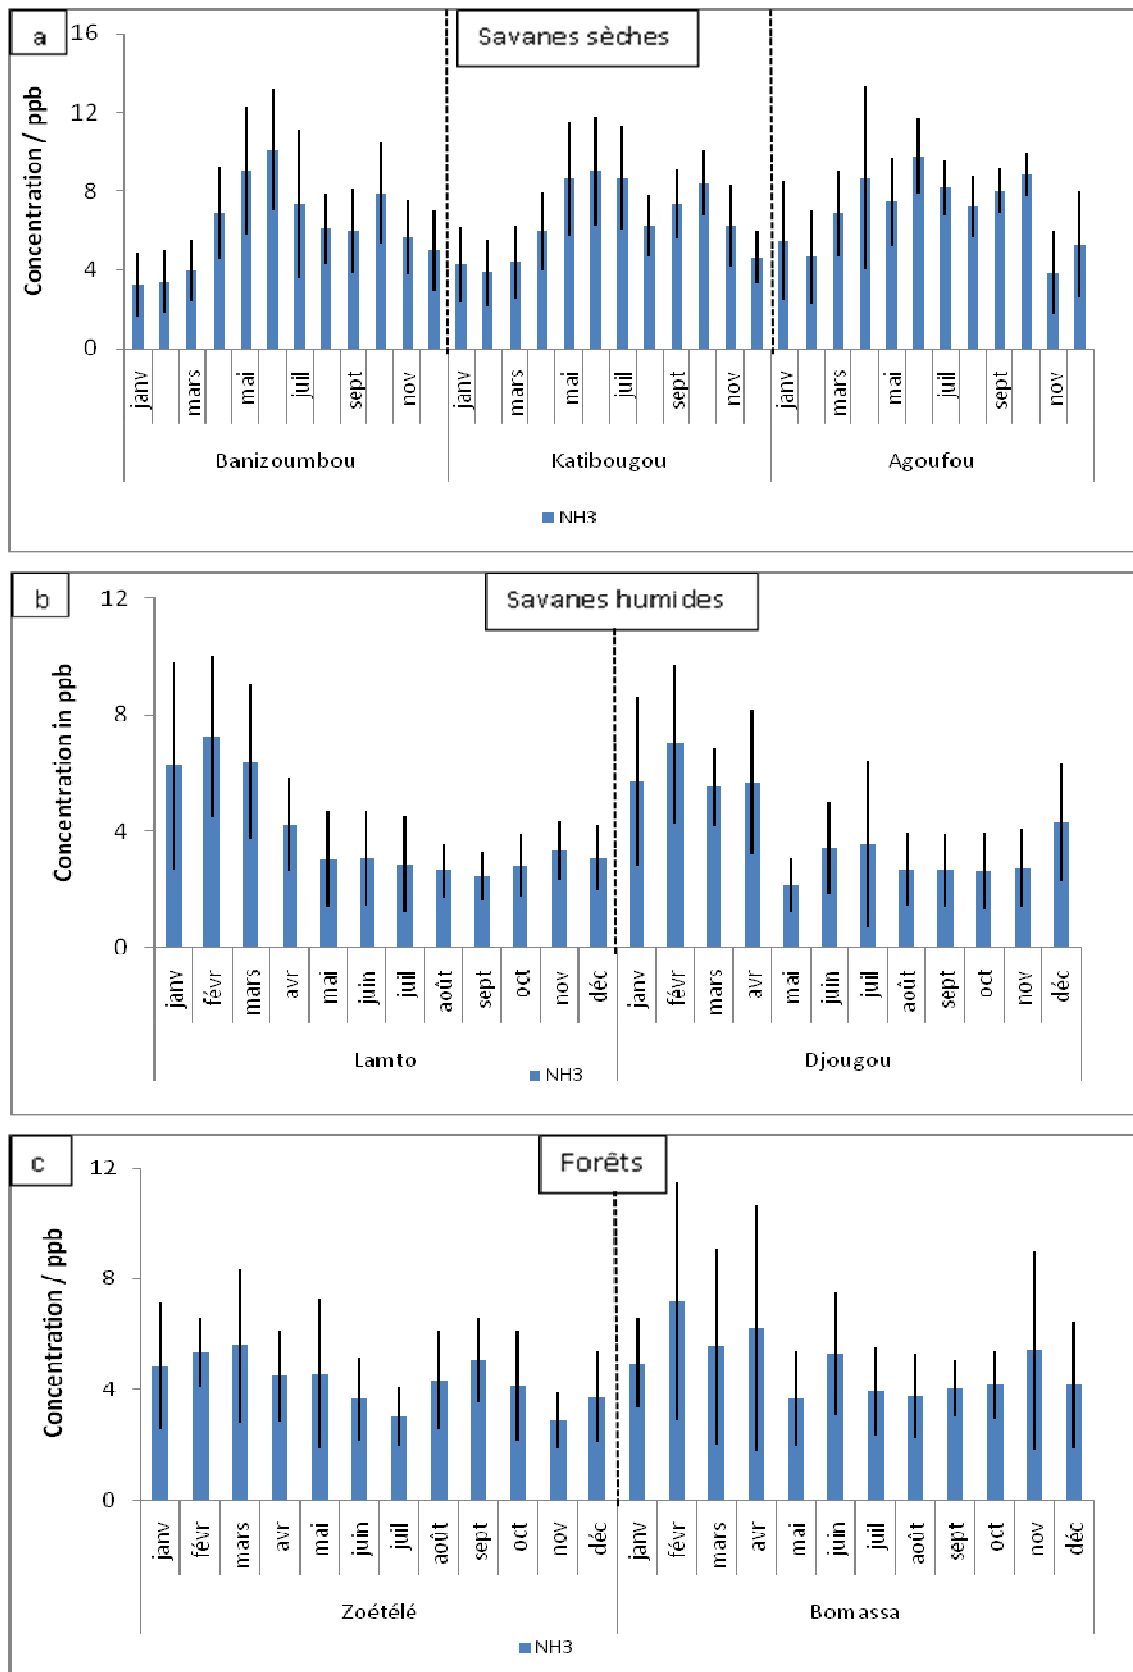 a
Savanes sèches
Concentration / ppb
16
12
8
4
0
janv mars mai juil sept nov janv mars mai juil sept nov janv mars mai juil sept nov
Banizoumbou Katibougou Agoufou
NH3
b
Savanes humides
Concentration in ppb
12
8
4
0
janv févr mars avr mai juin juil août sept oct nov déc janv févr mars avr mai juin juil août sept oct nov déc
Lamto Djougou
NH3
c
Forêts
Concentration / ppb
12
8
4
0
janv févr mars avr mai juin juil août sept oct nov déc janv févr mars avr mai juin juil août sept oct nov déc
Zoétélé Bomassa
NH3